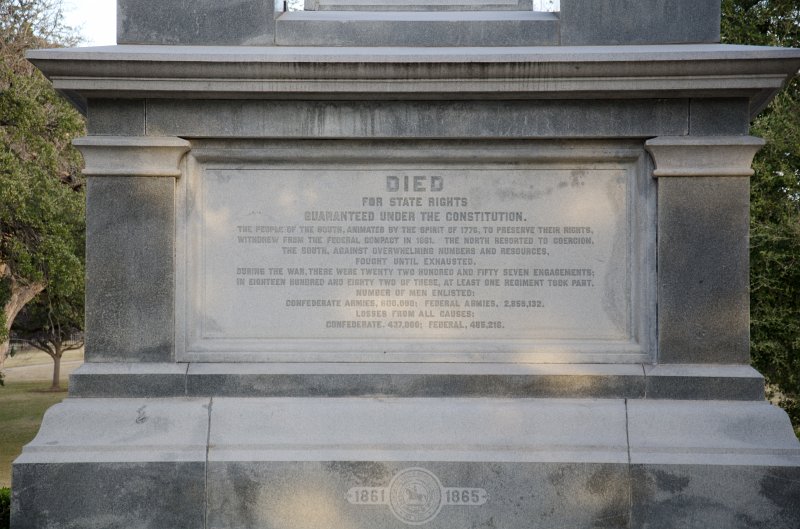 DIED
FOR STATE RIGHTS
GUARANTEED UNDER THE CONSTITUTION.
THE PEOPLE OF THE SOUTH, ANIMATED BY THE SPIRIT OF 1776, TO PRESERVE THEIR RIGHTS,
WITHDREW FROM THE FEDERAL COMPACT IN 1861. THE NORTH RESORTED TO COERCION.
THE SOUTH, AGAINST OVERWHELMING NUMBERS AND RESOURCES,
FOUGHT UNTIL EXHAUSTED.
DURING THE WAR, THERE WERE TWENTY TWO HUNDRED AND FIFTY SEVEN ENGAGEMENTS;
IN EIGHTEEN HUNDRED AND EIGHTY TWO OF THESE, AT LEAST ONE REGIMENT TOOK PART.
NUMBER OF MEN ENLISTED:
CONFEDERATE ARMIES, 600,000; FEDERAL ARMIES, 2,859,132.
LOSSES FROM ALL CAUSES:
CONFEDERATE, 437,000; FEDERAL, 485,216.
1861 1865